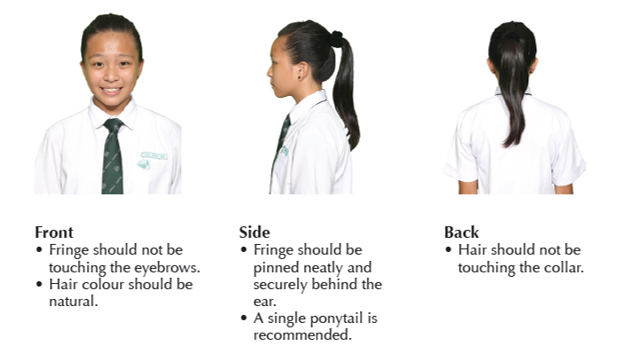 Front
• Fringe should not be
touching the eyebrows.
• Hair colour should be
natural.
Side
• Fringe should be
pinned neatly and
securely behind the
ear.
• A single ponytail is
recommended.
Back
• Hair should not be
touching the collar.